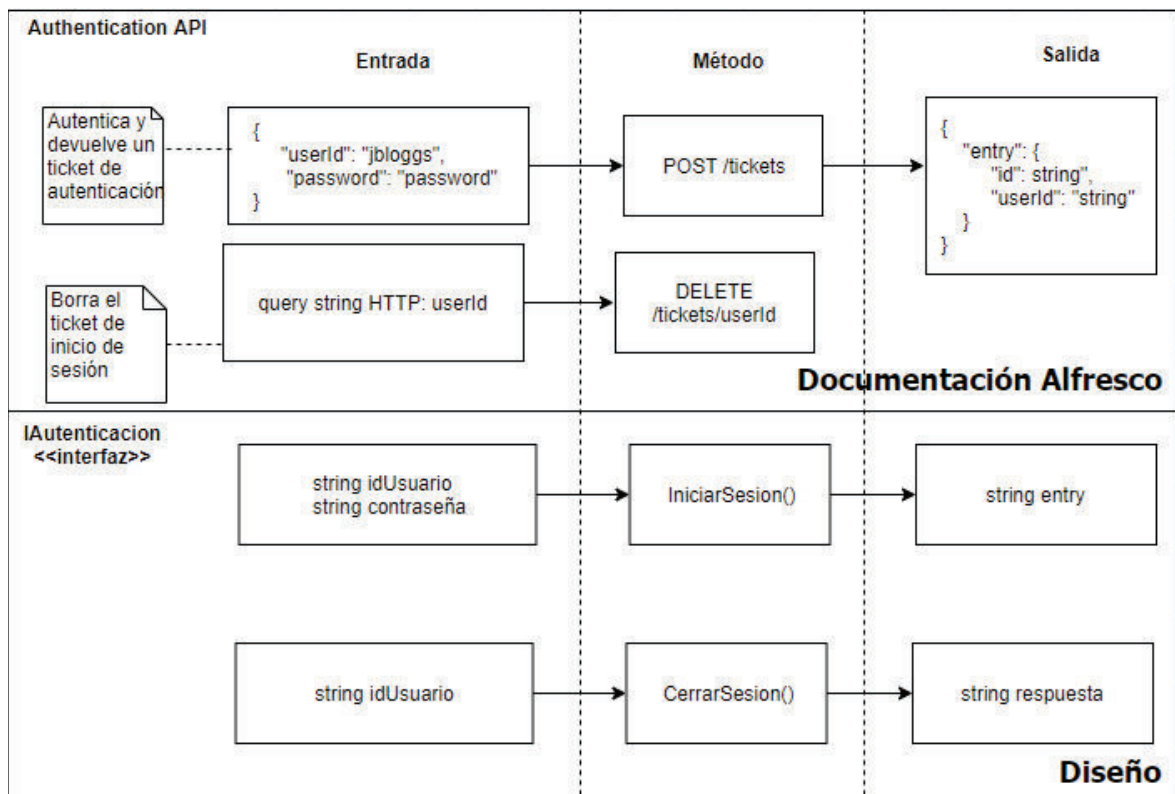 Authentication API
Entrada
Método
Salida
Autentica y
devuelve un
ticket de
autenticación
{
"userId": "jbloggs",
"password": "password"
}
POST /tickets
{
"entry": {
"id": string",
"userId": "string"
}
}
Borra el
ticket de
inicio de
sesión
query string HTTP: userId
DELETE
/tickets/userId
Documentación Alfresco
IAutenticacion
<<interfaz>>
string idUsuario
string contraseña
IniciarSesion()
string entry
string idUsuario
CerrarSesion()
string respuesta
Diseño